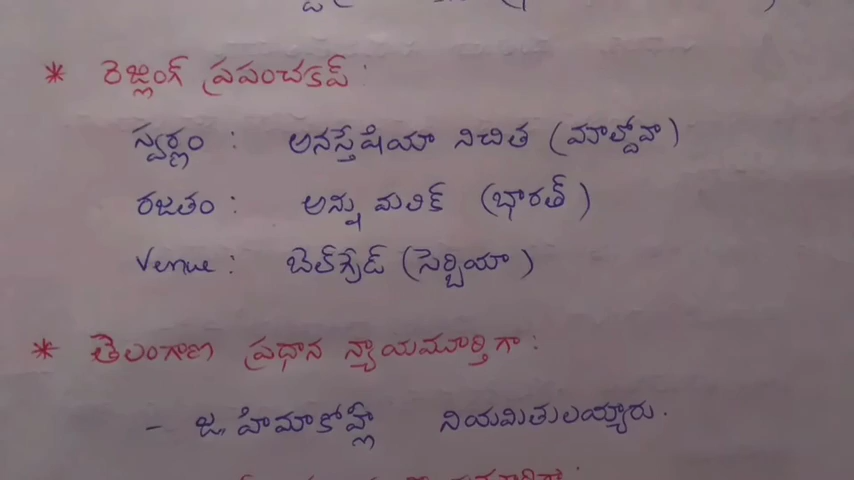 * రెజ్లింగ్ ప్రపంచకప్ :
స్వర్ణం : అనస్తేషియా నిచిత (మాల్డోవా)
రజతం : అన్షు మలిక్ (భారత్)
Venue : బెల్‌గ్రేడ్ (సెర్బియా)
* తెలంగాణ ప్రధాన న్యాయమూర్తిగా :
- జ. హిమాకోహ్లీ నియమితులయ్యారు.